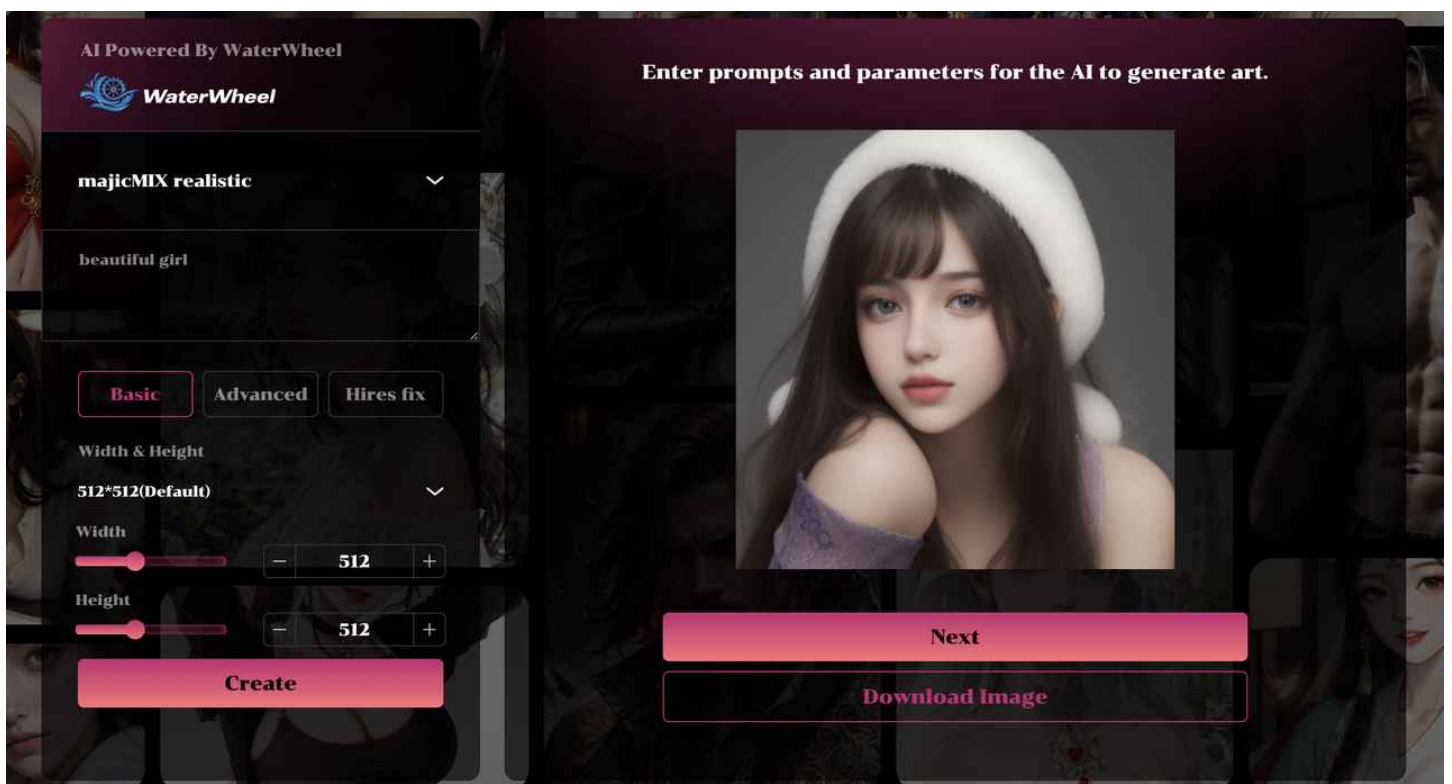 AI Powered By WaterWheel
WaterWheel
majicMIX realistic
beautiful girl
Basic
Advanced
Hires fix
Width & Height
512*512(Default)
Width
512
Height
512
Create
Enter prompts and parameters for the AI to generate art.
Next
Download Image